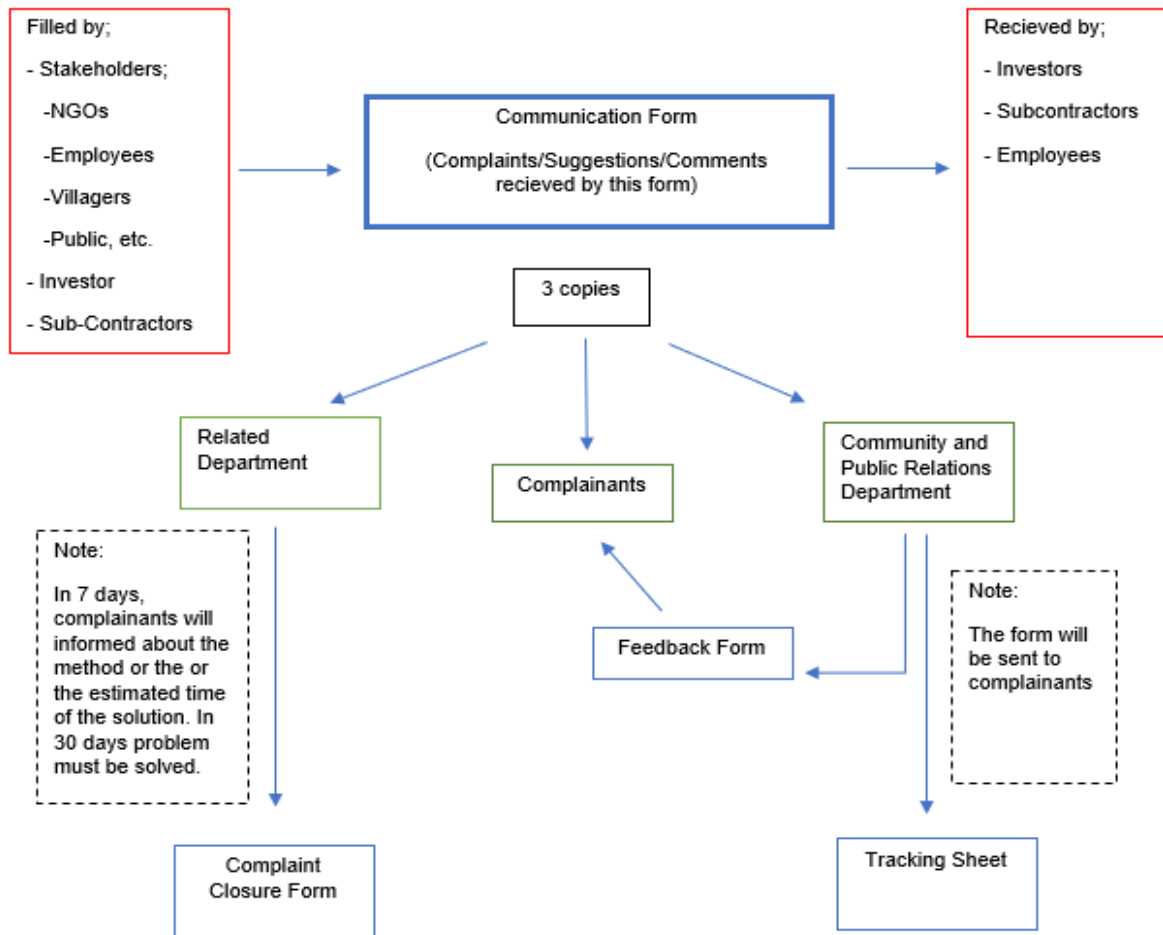 Filled by;
- Stakeholders;
-NGOs
-Employees
-Villagers
-Public, etc.
- Investor
- Sub-Contractors
Communication Form
(Complaints/Suggestions/Comments
recieved by this form)
Recieved by;
- Investors
- Subcontractors
- Employees
3 copies
Related
Department
Complainants
Community and
Public Relations
Department
Note:
In 7 days,
complainants will
informed about the
method or the or
the estimated time
of the solution. In
30 days problem
must be solved.
Feedback Form
Note:
The form will
be sent to
complainants
Complaint
Closure Form
Tracking Sheet